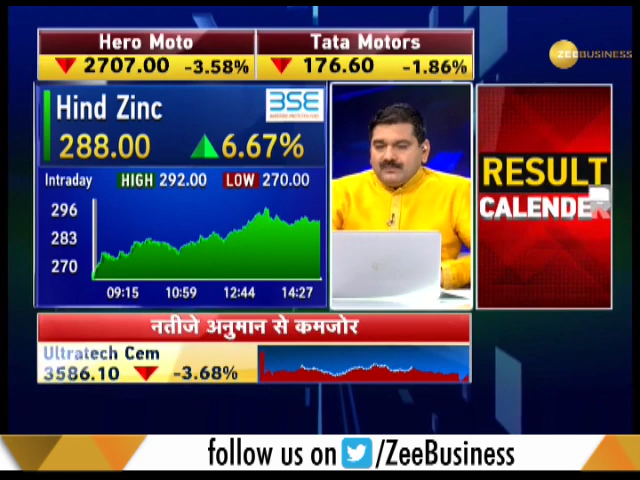 Hero Moto
2707.00 -3.58%
Tata Motors
176.60 -1.86%
ZEEBUSINESS
Hind Zinc
BSE
288.00 6.67%
Intraday HIGH 292.00 LOW 270.00
296
283
270
09:15 10:59 12:44 14:27
RESULT
CALENDER
नतीजे अनुमान से कमजोर
Ultratech Cem
3586.10 -3.68%
follow us on /ZeeBusiness